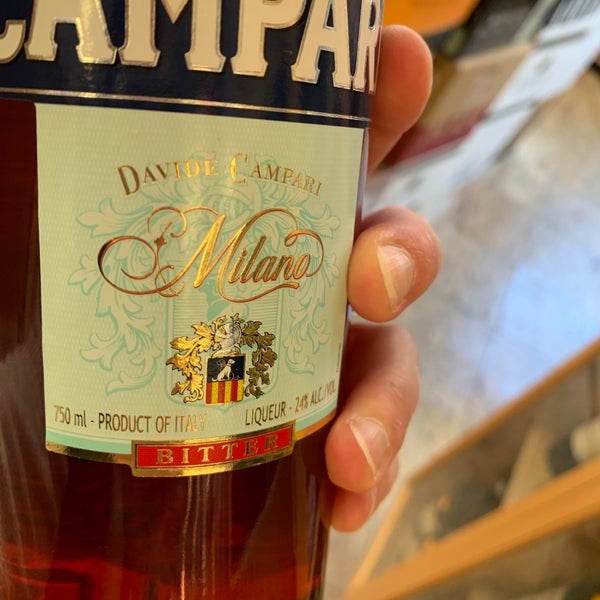 CAMPARI
DAVIDE CAMPARI
Milano
750 ml - PRODUCT OF ITALY LIQUEUR - 24% ALC./VOL
BITTER